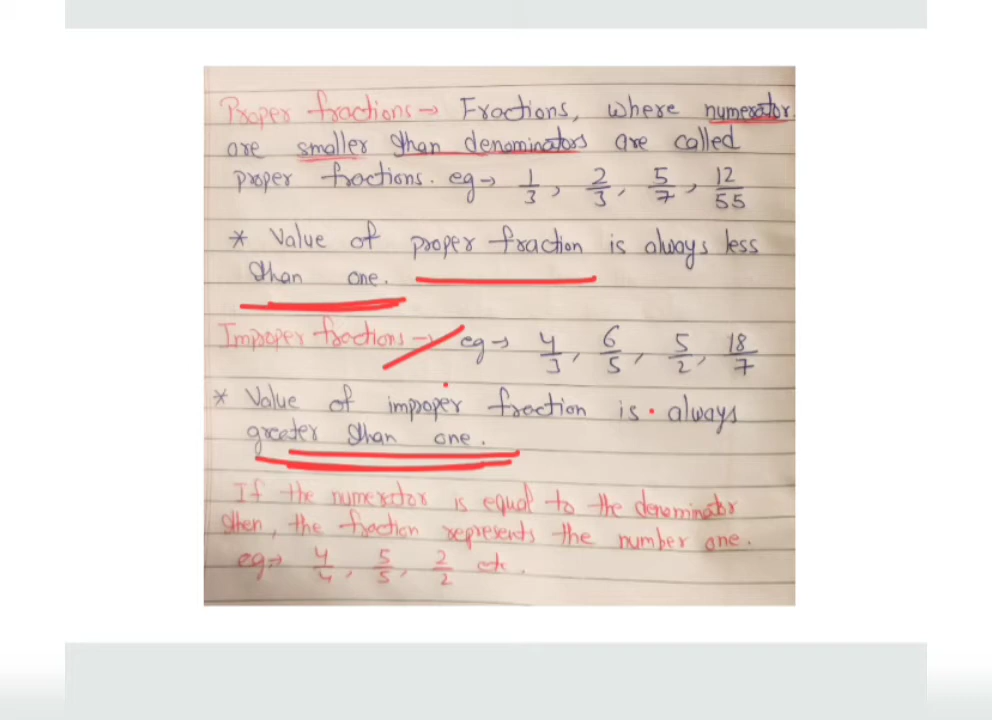 Proper fractions → Fractions, where numerator
are smaller than denominators are called
proper fractions. eg → 1/3, 2/3, 5/7, 12/55
* Value of proper fraction is always less
than one.
Improper fractions → eg → 4/3, 6/5, 5/2, 18/7
* Value of improper fraction is always
greater than one.
If the numerator is equal to the denominator
then, the fraction represents the number one.
eg → 4/4, 5/5, 2/2 etc.